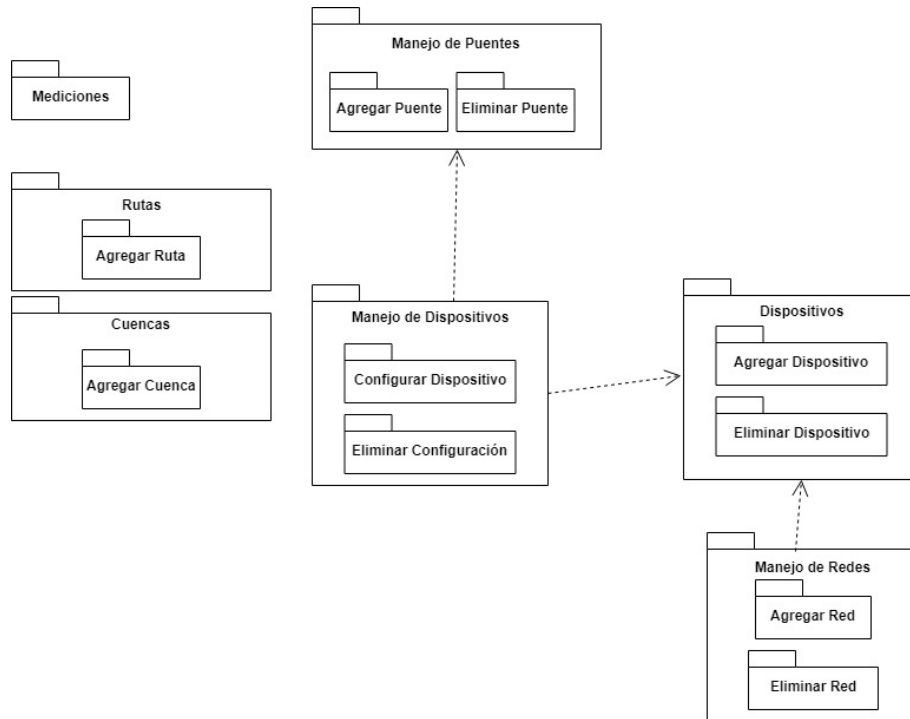 Manejo de Puentes
Agregar Puente
Eliminar Puente
Mediciones
Rutas
Agregar Ruta
Cuencas
Agregar Cuenca
Manejo de Dispositivos
Configurar Dispositivo
Eliminar Configuración
Dispositivos
Agregar Dispositivo
Eliminar Dispositivo
Manejo de Redes
Agregar Red
Eliminar Red